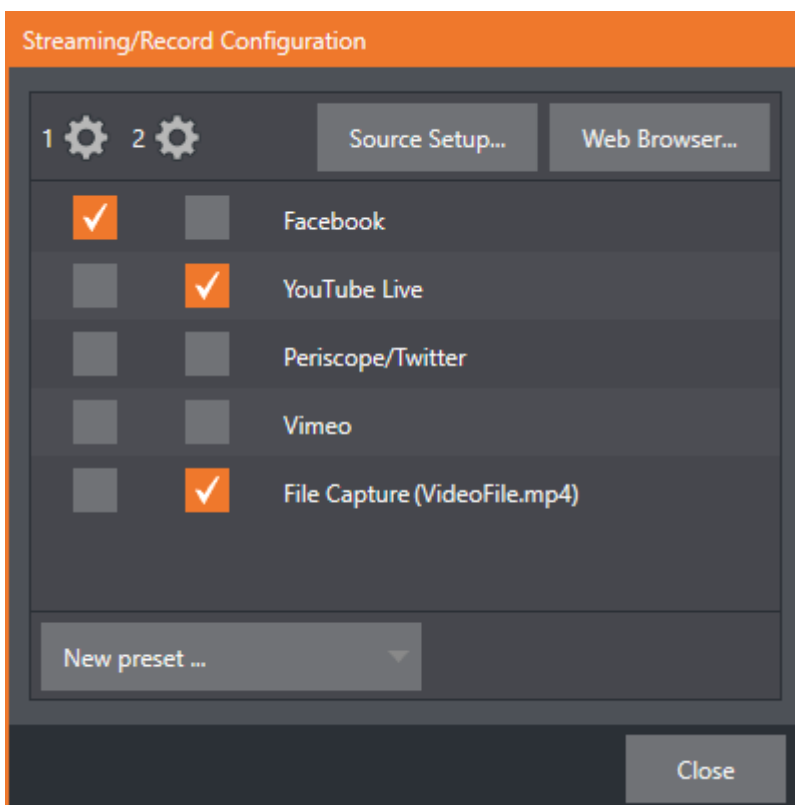 Streaming/Record Configuration
1 2 Source Setup... Web Browser...
Facebook
YouTube Live
Periscope/Twitter
Vimeo
File Capture (VideoFile.mp4)
New preset ...
Close